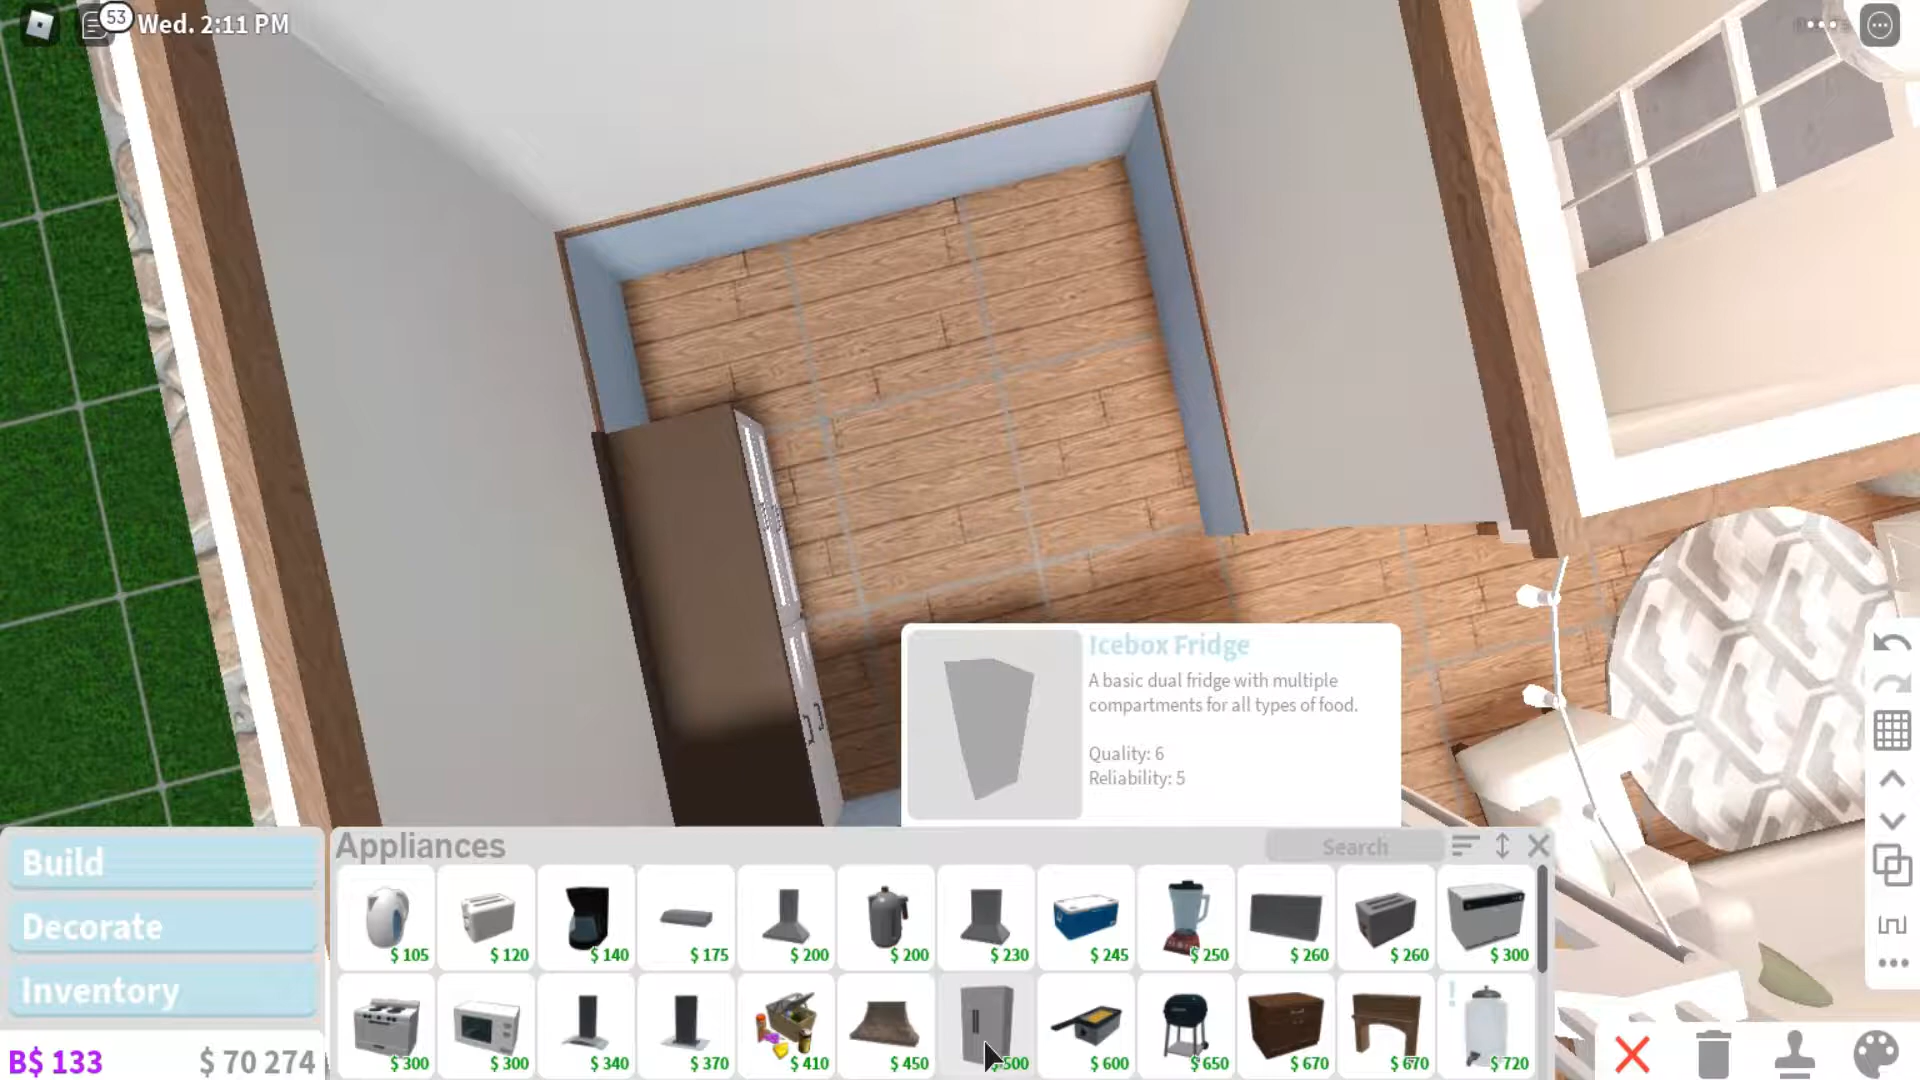 53
Wed. 2:11 PM
Icebox Fridge
A basic dual fridge with multiple
compartments for all types of food.
Quality: 6
Reliability: 5
Build
Decorate
Inventory
B$ 133
$ 70 274
Appliances
Search
$ 105
$ 120
$ 140
$ 175
$ 200
$ 200
$ 230
$ 245
$ 250
$ 260
$ 260
$ 300
$ 300
$ 300
$ 340
$ 370
$ 410
$ 450
500
$ 600
$ 650
$ 670
$ 670
! $ 720